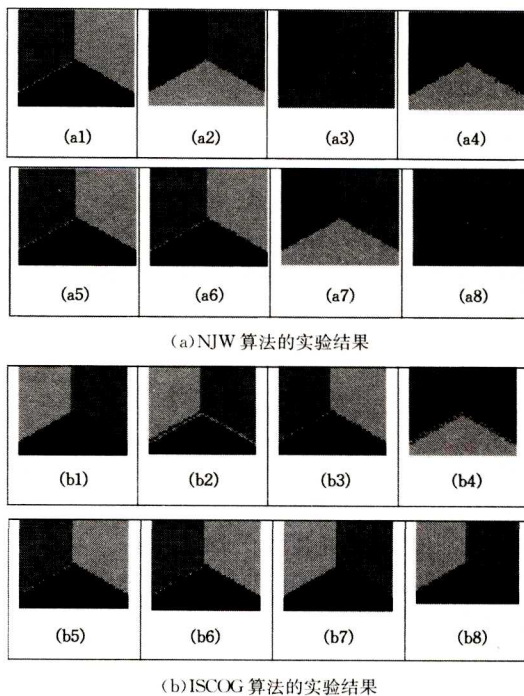 (a1) (a2) (a3) (a4)
(a5) (a6) (a7) (a8)
(a)NJW 算法的实验结果
(b1) (b2) (b3) (b4)
(b5) (b6) (b7) (b8)
(b)ISCOG 算法的实验结果